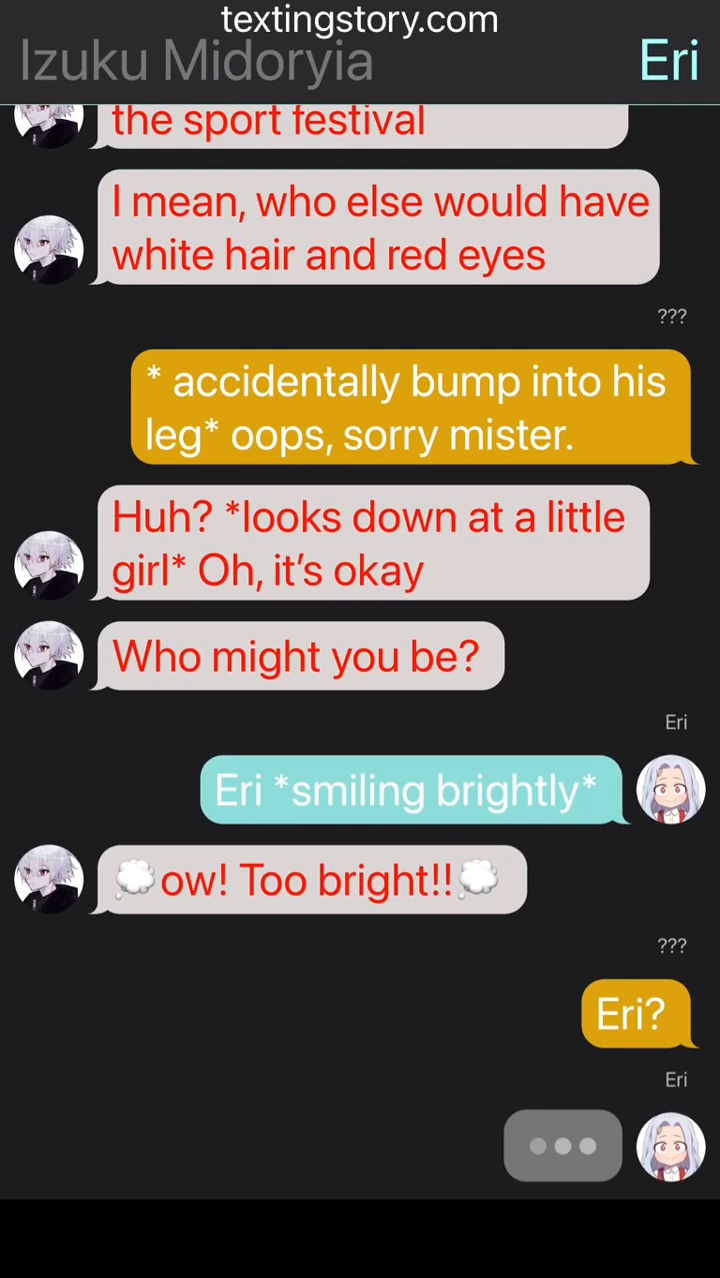 textingstory.com
Izuku Midoryia
Eri
the sport festival
I mean, who else would have
white hair and red eyes
???
* accidentally bump into his
leg* oops, sorry mister.
Huh? *looks down at a little
girl* Oh, it’s okay
Who might you be?
Eri
Eri *smiling brightly*
💭ow! Too bright!!💭
???
Eri?
Eri